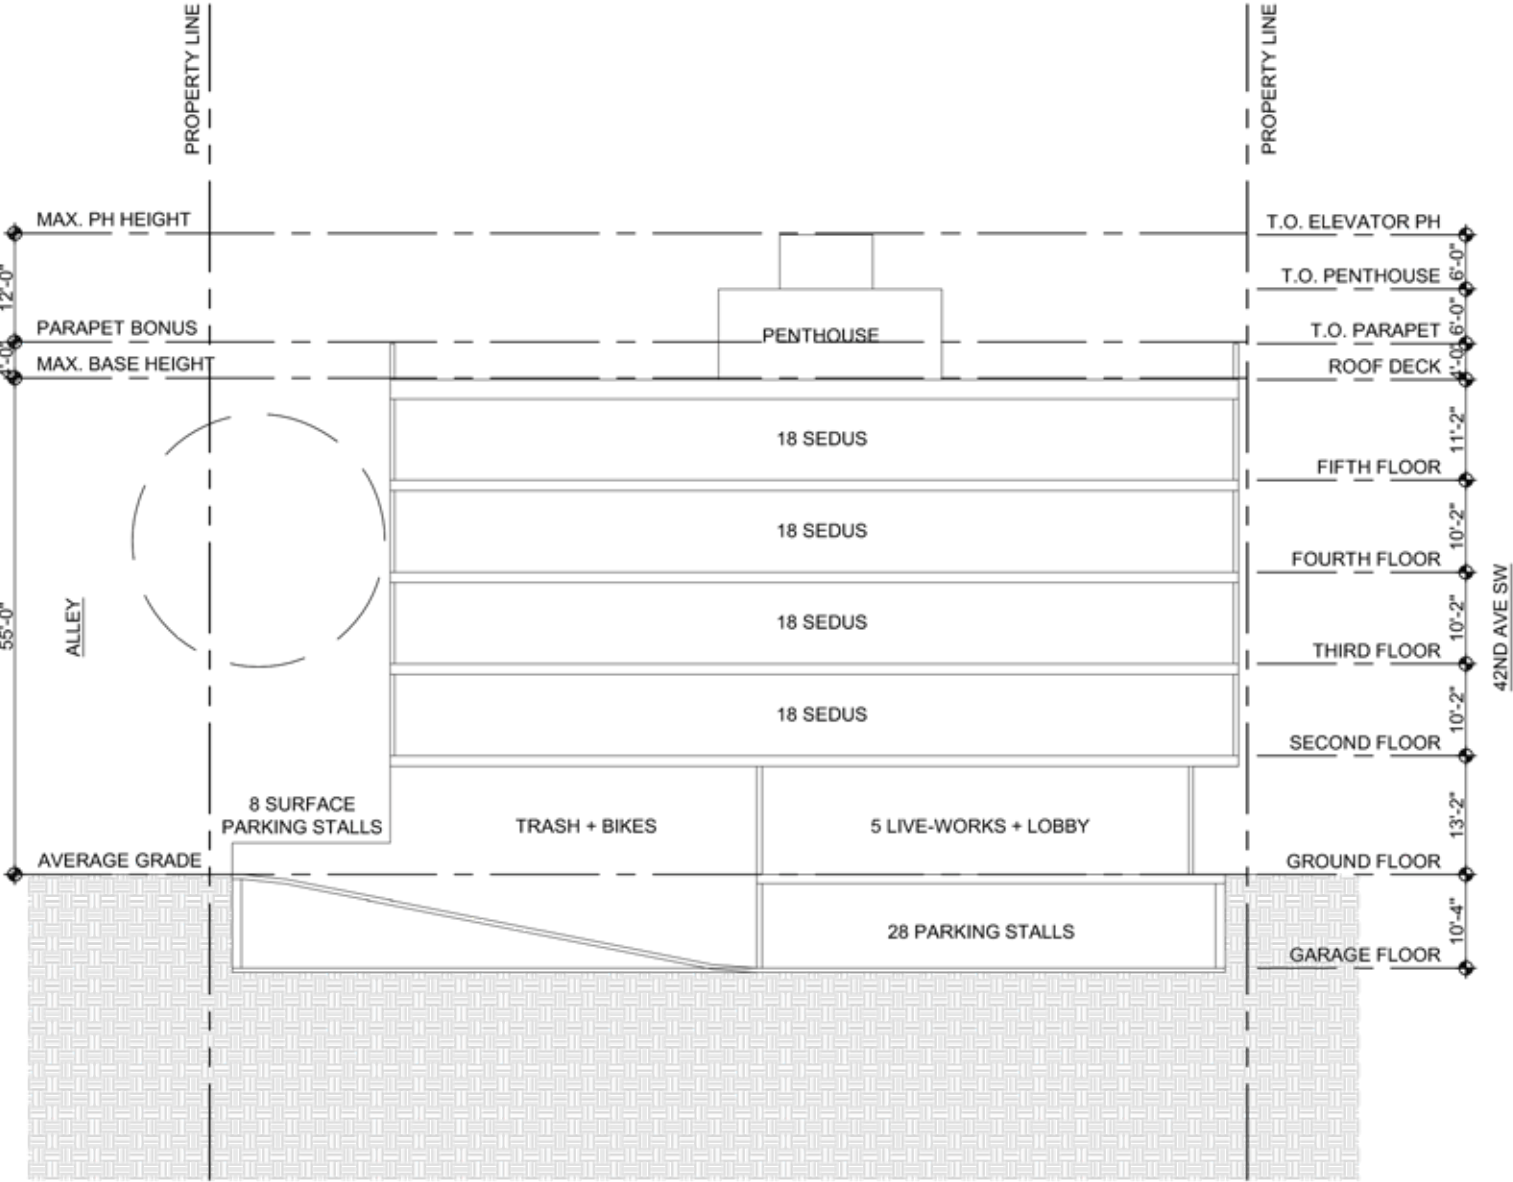 PROPERTY LINE
PROPERTY LINE
MAX. PH HEIGHT
T.O. ELEVATOR PH
12'-0"
6'-0"
T.O. PENTHOUSE
6'-0"
PARAPET BONUS
PENTHOUSE
T.O. PARAPET
4'-0"
4'-0"
MAX. BASE HEIGHT
ROOF DECK
18 SEDUS
11'-2"
FIFTH FLOOR
18 SEDUS
10'-2"
FOURTH FLOOR
55'-0"
ALLEY
18 SEDUS
10'-2"
42ND AVE SW
THIRD FLOOR
18 SEDUS
10'-2"
SECOND FLOOR
8 SURFACE
PARKING STALLS
TRASH + BIKES
5 LIVE-WORKS + LOBBY
13'-2"
AVERAGE GRADE
GROUND FLOOR
28 PARKING STALLS
10'-4"
GARAGE FLOOR